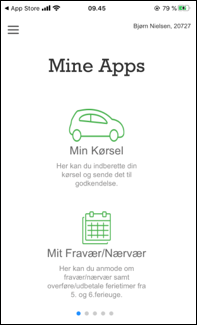 App Store 09.45 79 %
Bjørn Nielsen, 20727
Mine Apps
Min Kørsel
Her kan du indberette din
kørsel og sende det til
godkendelse.
Mit Fravær/Nærvær
Her kan du anmode om
fravær/nærvær samt
overføre/udbetale ferietimer fra
5. og 6.ferieuge.